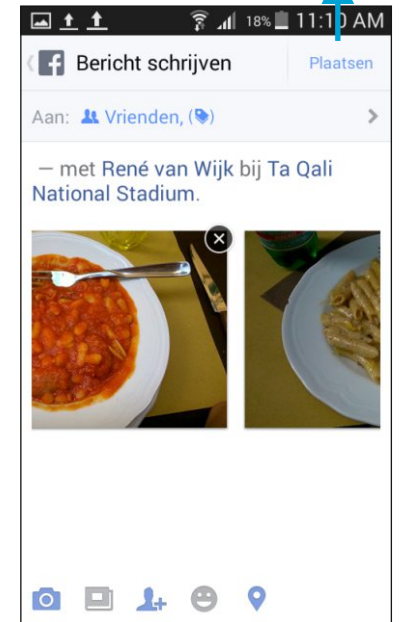 18% 11:10 AM
Bericht schrijven Plaatsen
Aan: Vrienden, ( )
— met René van Wijk bij Ta Qali
National Stadium.